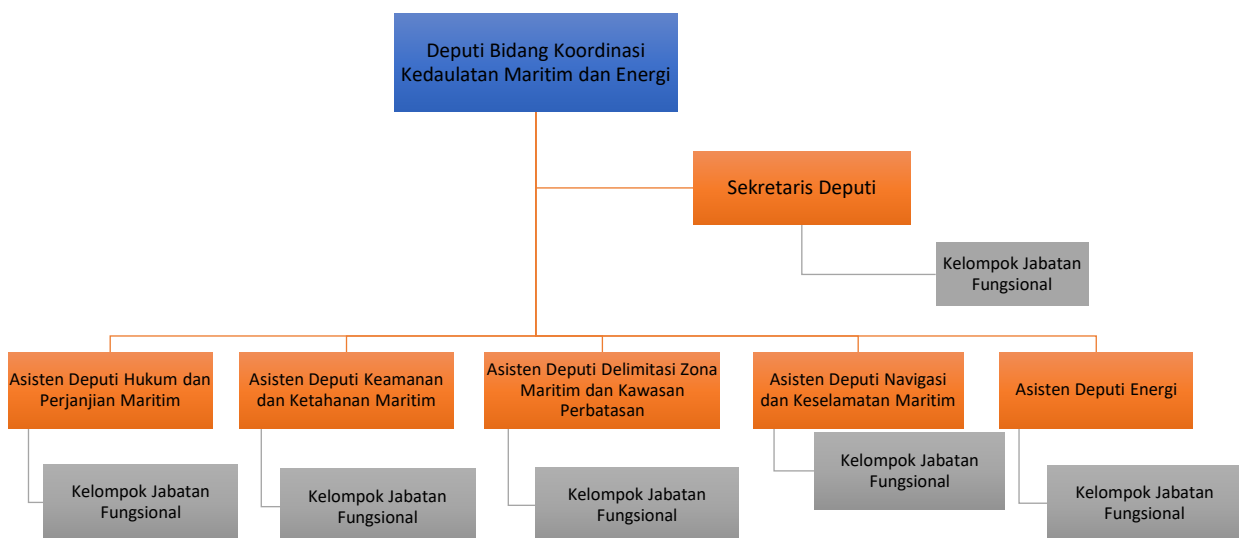 Deputi Bidang Koordinasi
Kedaulatan Maritim dan Energi
Sekretaris Deputi
Kelompok Jabatan
Fungsional
Asisten Deputi Hukum dan
Perjanjian Maritim
Asisten Deputi Keamanan
dan Ketahanan Maritim
Asisten Deputi Delimitasi Zona
Maritim dan Kawasan
Perbatasan
Asisten Deputi Navigasi
dan Keselamatan Maritim
Asisten Deputi Energi
Kelompok Jabatan
Fungsional
Kelompok Jabatan
Fungsional
Kelompok Jabatan
Fungsional
Kelompok Jabatan
Fungsional
Kelompok Jabatan
Fungsional